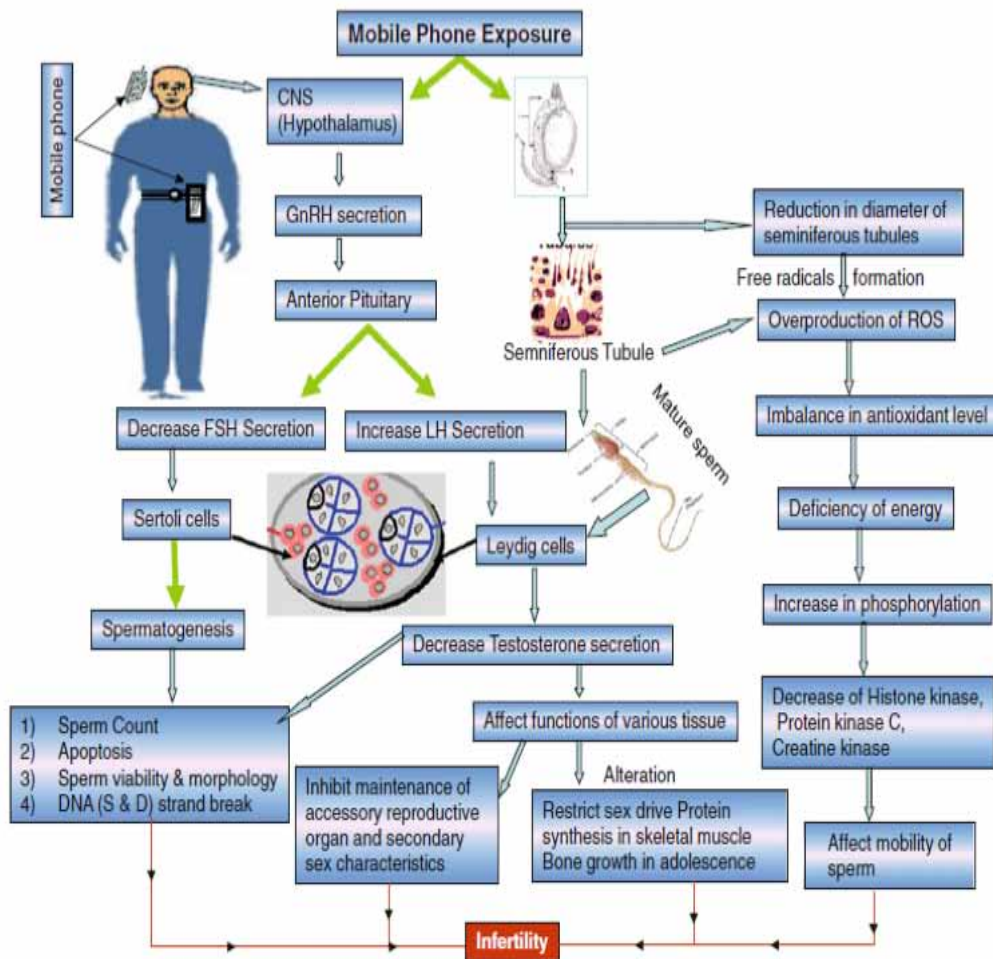 Mobile Phone Exposure
Mobile phone
CNS
(Hypothalamus)
GnRH secretion
Anterior Pituitary
Reduction in diameter of
seminiferous tubules
Free radicals formation
Overproduction of ROS
Semniferous Tubule
Mature sperm
Imbalance in antioxidant level
Decrease FSH Secretion
Increase LH Secretion
Deficiency of energy
Sertoli cells
Leydig cells
Increase in phosphorylation
Spermatogenesis
Decrease Testosterone secretion
Decrease of Histone kinase,
Protein kinase C,
Creatine kinase
1) Sperm Count
2) Apoptosis
3) Sperm viability & morphology
4) DNA (S & D) strand break
Affect functions of various tissue
Alteration
Inhibit maintenance of
accessory reproductive
organ and secondary
sex characteristics
Restrict sex drive Protein
synthesis in skeletal muscle
Bone growth in adolescence
Affect mobility of
sperm
Infertility